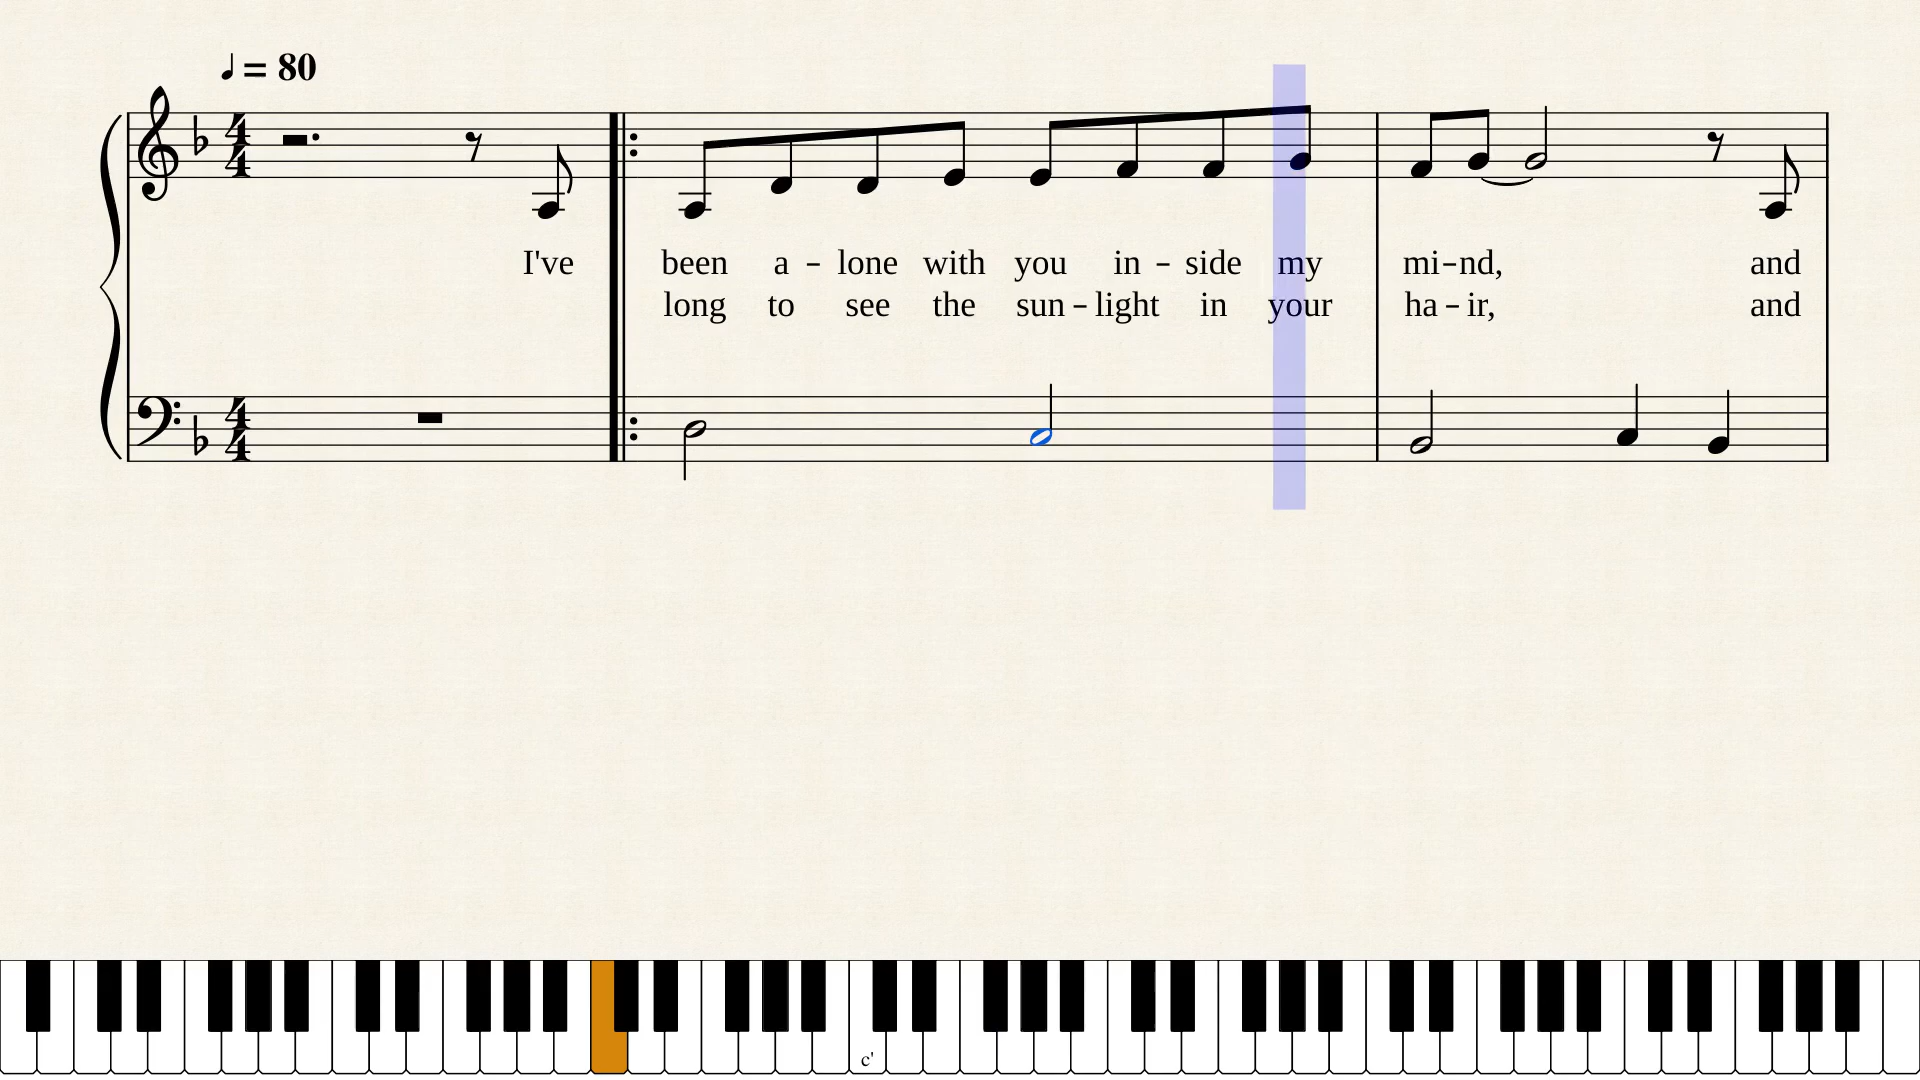 ♩ = 80
I've been a - lone with you in - side my mi-nd, and
long to see the sun - light in your ha - ir, and
c'